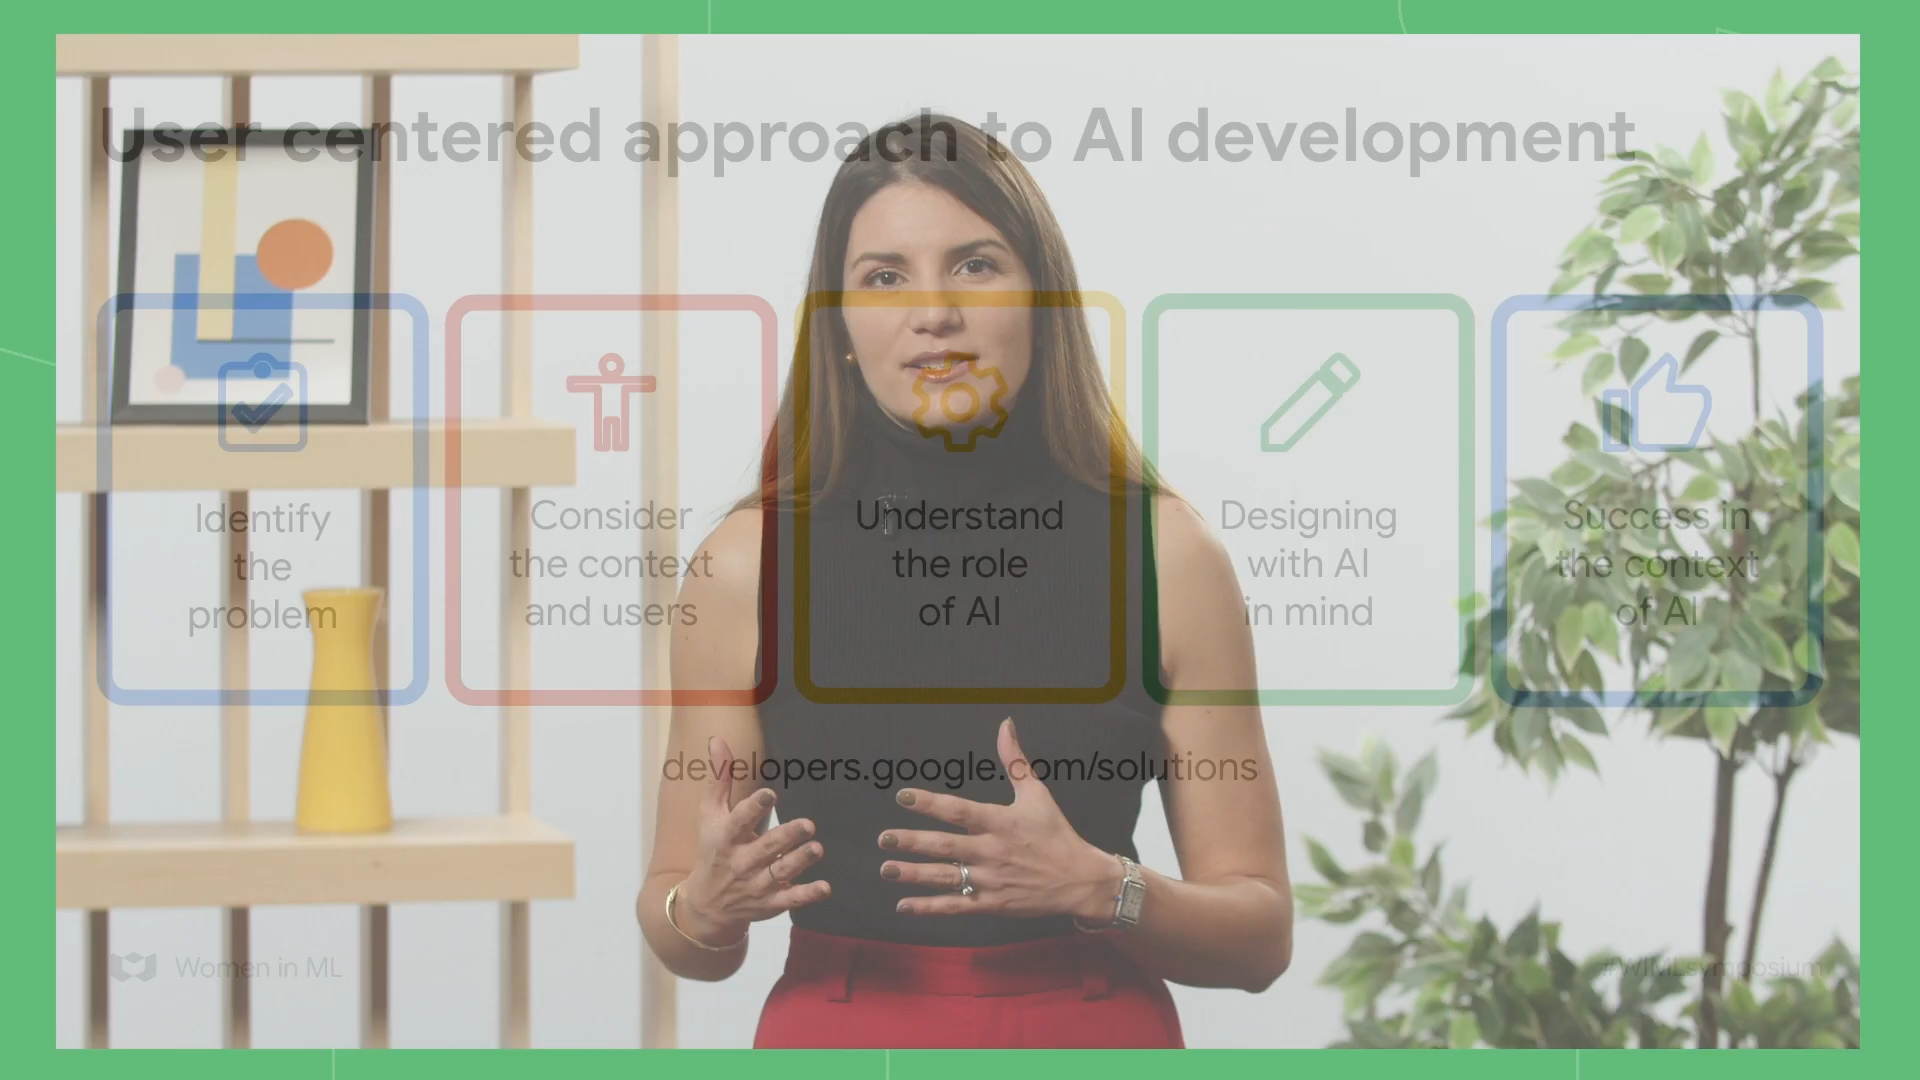 User centered approach to AI development
Identify
the
problem
Consider
the context
and users
Understand
the role
of AI
Designing
with AI
in mind
Success in
the context
of AI
developers.google.com/solutions
Women in ML
#WIMLsymposium